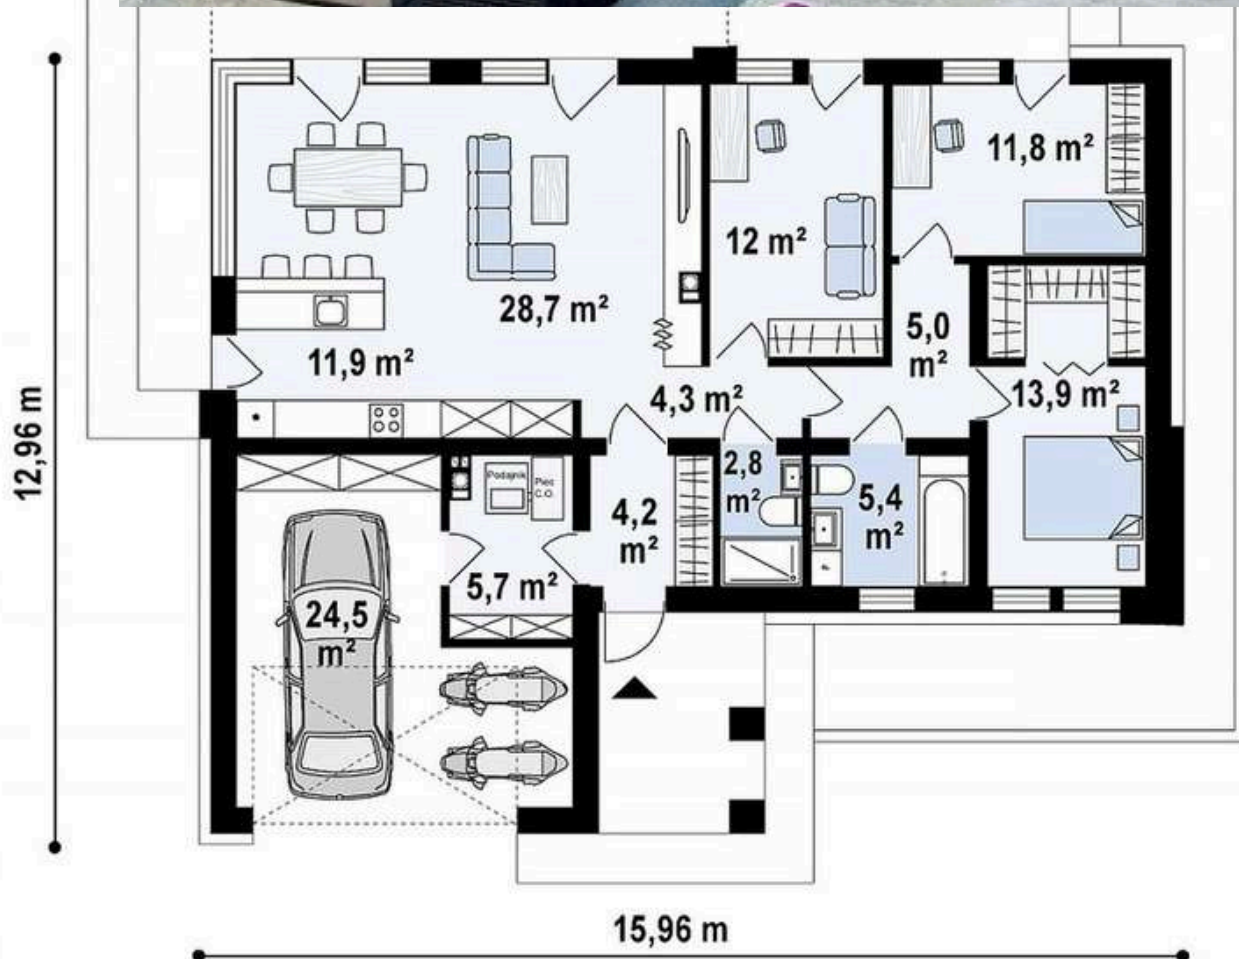 11,8 m²
12 m²
28,7 m²
5,0
m²
11,9 m²
4,3 m²
13,9 m²
12,96 m
2,8
m²
Podajnik
Piec
C.O.
4,2
m²
5,4
m²
5,7 m²
24,5
m²
15,96 m